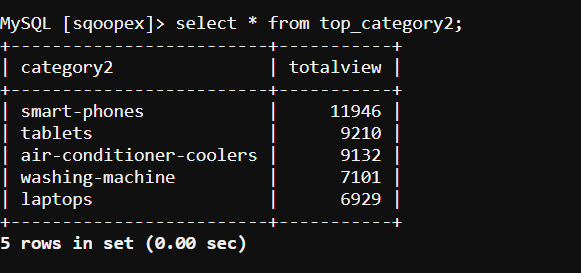 MySQL [sqoopex]> select * from top_category2;
+------------------------+-----------+
| category2              | totalview |
+------------------------+-----------+
| smart-phones           |     11946 |
| tablets                |      9210 |
| air-conditioner-coolers |      9132 |
| washing-machine        |      7101 |
| laptops                |      6929 |
+------------------------+-----------+
5 rows in set (0.00 sec)